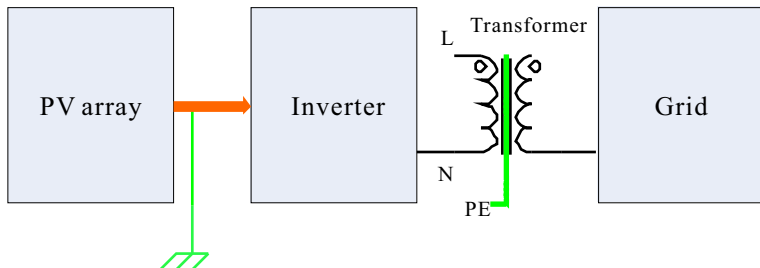 Transformer
L
PV array
Inverter
Grid
N
PE